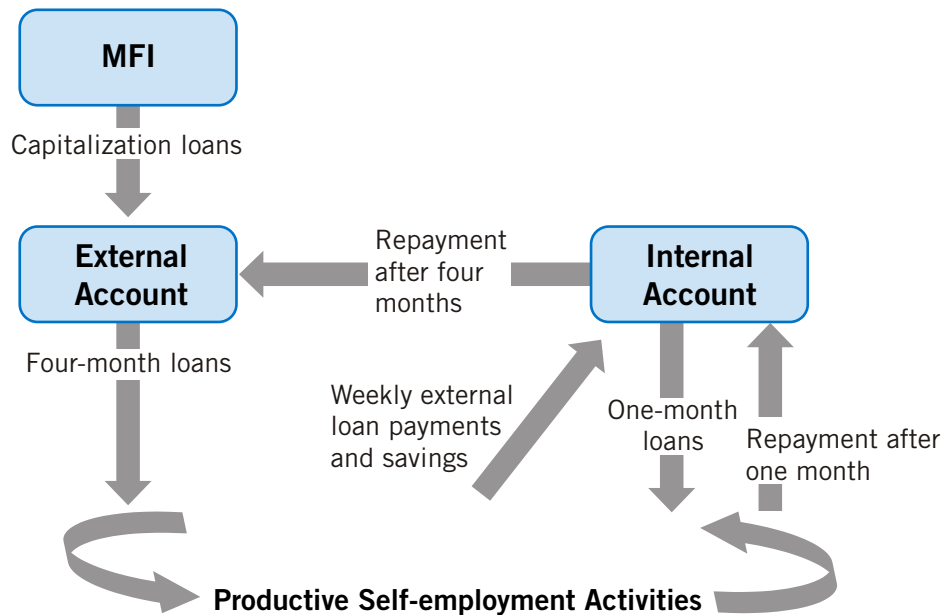 MFI
Capitalization loans
External
Account
Repayment
after four
months
Internal
Account
Four-month loans
Weekly external
loan payments
and savings
One-month
loans
Repayment after
one month
Productive Self-employment Activities